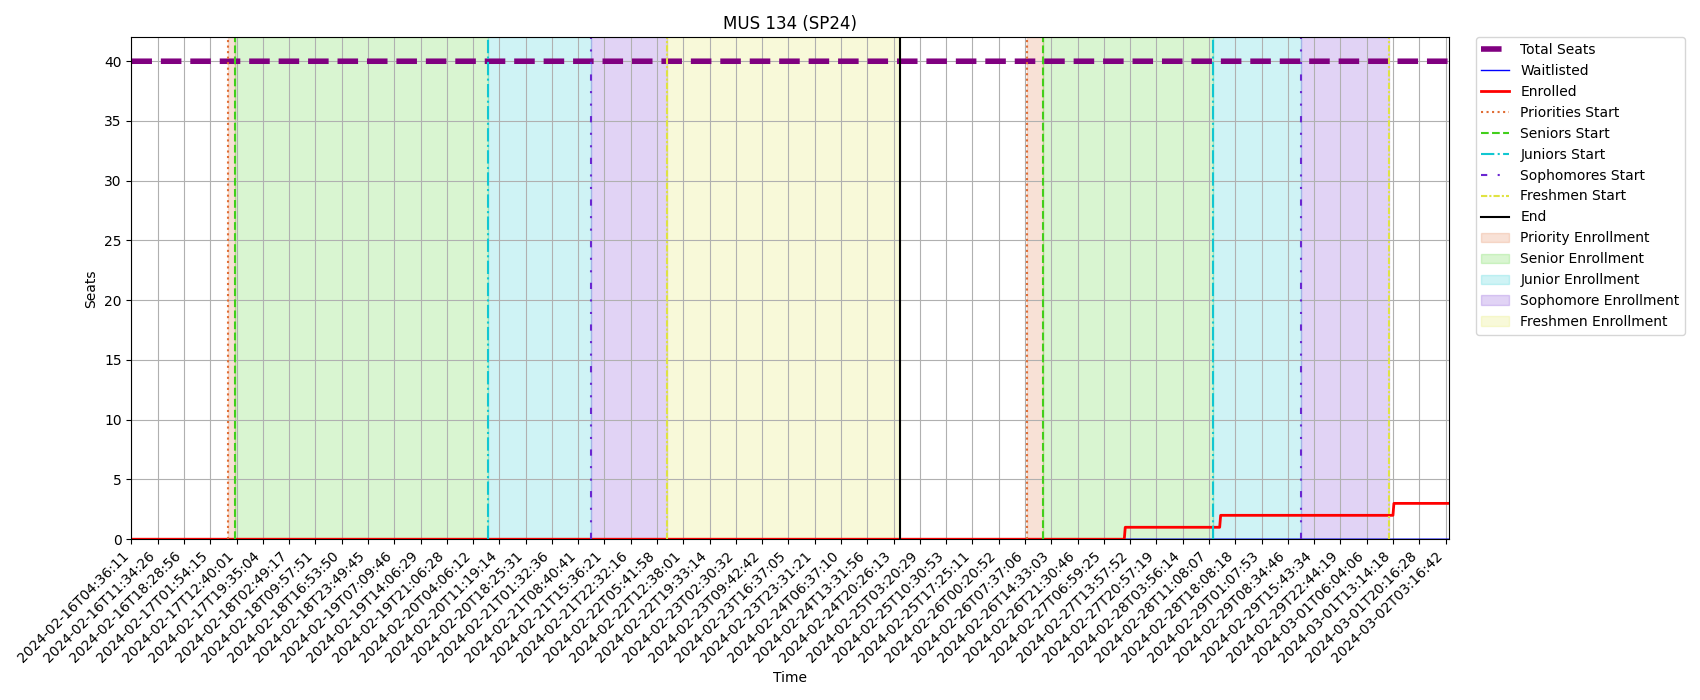 MUS 134 (SP24)
Seats
40
35
30
25
20
15
10
5
0
2024-02-16T04:36:11
2024-02-16T11:34:26
2024-02-16T18:28:56
2024-02-17T01:54:15
2024-02-17T12:40:01
2024-02-17T19:35:04
2024-02-18T02:49:17
2024-02-18T09:57:51
2024-02-18T16:53:50
2024-02-18T23:49:45
2024-02-19T07:09:46
2024-02-19T14:06:29
2024-02-19T21:06:28
2024-02-20T04:06:12
2024-02-20T11:19:14
2024-02-20T18:25:31
2024-02-21T01:32:36
2024-02-21T08:40:41
2024-02-21T15:36:21
2024-02-21T22:32:16
2024-02-22T05:41:58
2024-02-22T12:38:01
2024-02-22T19:33:14
2024-02-23T02:30:32
2024-02-23T09:42:42
2024-02-23T16:37:05
2024-02-23T23:31:21
2024-02-24T06:37:10
2024-02-24T13:31:56
2024-02-24T20:26:13
2024-02-25T03:20:29
2024-02-25T10:30:53
2024-02-25T17:25:11
2024-02-26T00:20:52
2024-02-26T07:37:06
2024-02-26T14:33:03
2024-02-26T21:30:46
2024-02-27T06:59:25
2024-02-27T13:57:52
2024-02-27T20:57:19
2024-02-28T03:56:14
2024-02-28T11:08:07
2024-02-28T18:08:18
2024-02-29T01:07:53
2024-02-29T08:34:46
2024-02-29T15:43:34
2024-02-29T22:44:19
2024-03-01T06:04:06
2024-03-01T13:14:18
2024-03-01T20:16:28
2024-03-02T03:16:42
Time
Total Seats
Waitlisted
Enrolled
Priorities Start
Seniors Start
Juniors Start
Sophomores Start
Freshmen Start
End
Priority Enrollment
Senior Enrollment
Junior Enrollment
Sophomore Enrollment
Freshmen Enrollment